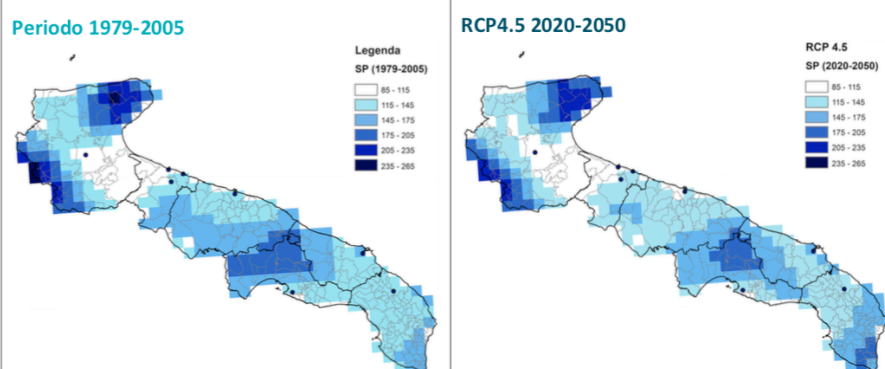 Periodo 1979-2005
Legenda
SP (1979-2005)
85 - 115
115 - 145
145 - 175
175 - 205
205 - 235
235 - 265
RCP4.5 2020-2050
RCP 4.5
SP (2020-2050)
85 - 115
115 - 145
145 - 175
175 - 205
205 - 235
235 - 265